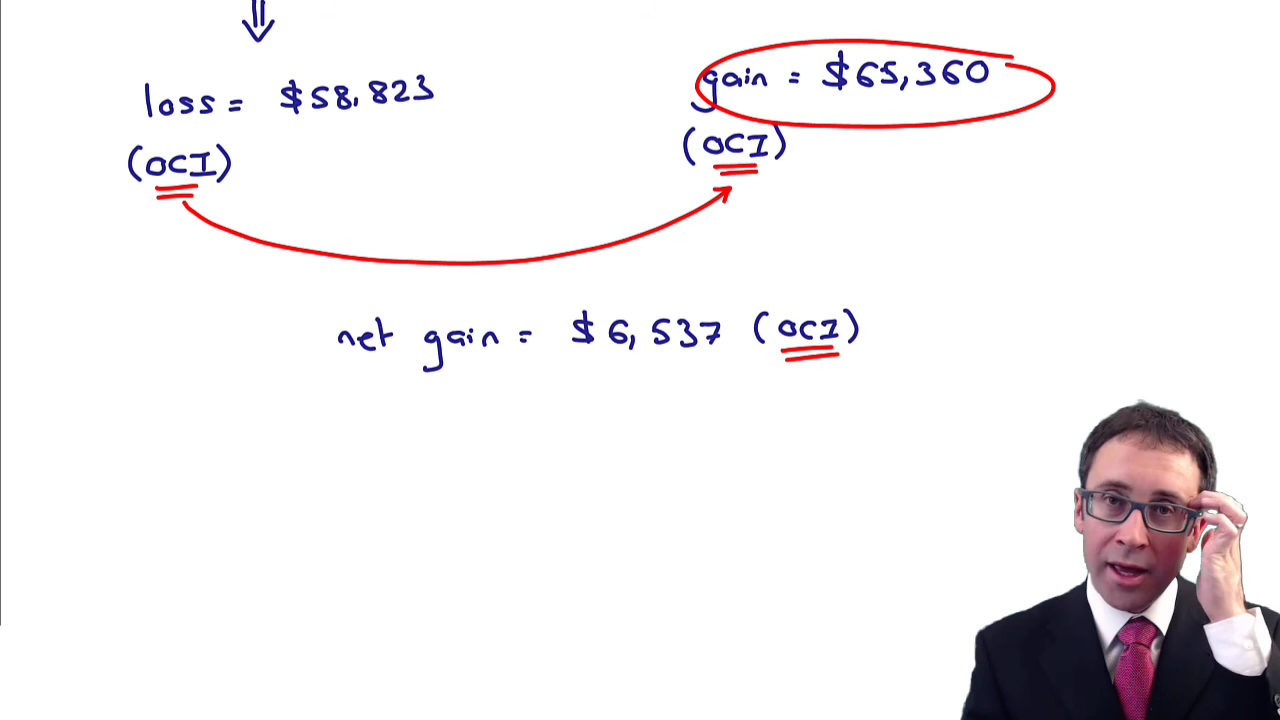 loss = $58,823
(OCI)
gain = $65,360
(OCI)
net gain = $6,537 (OCI)